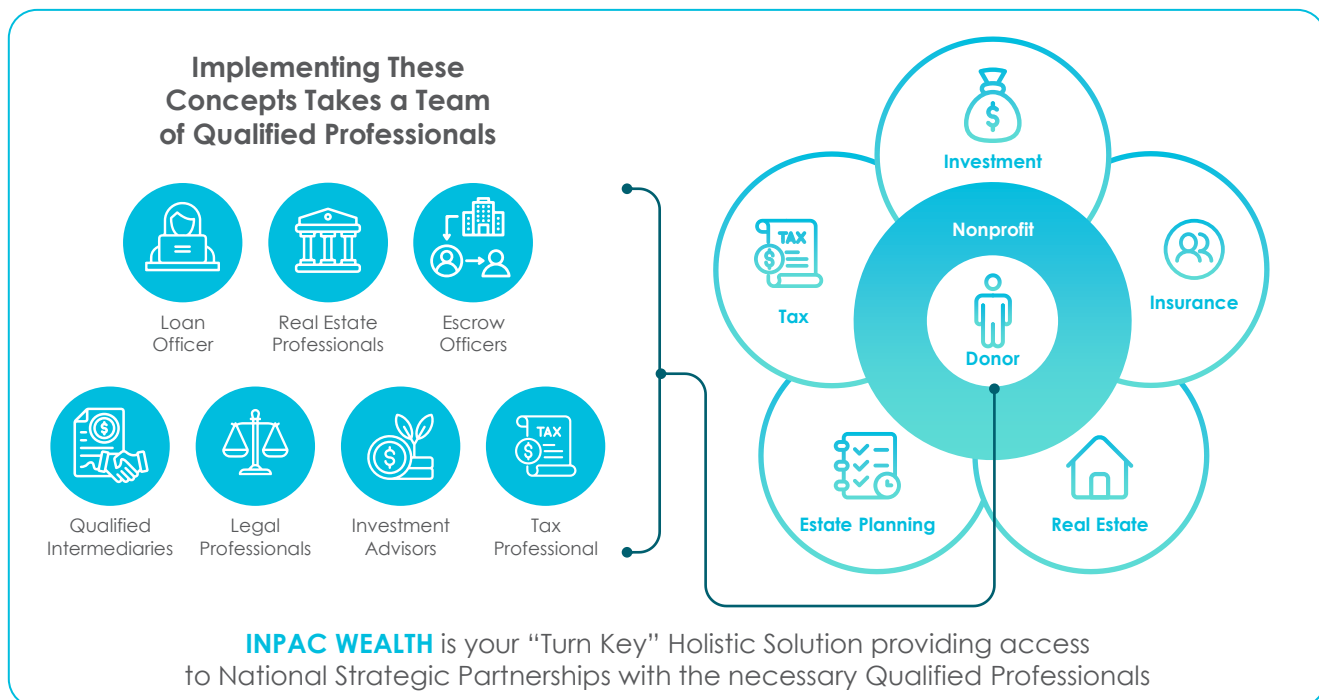 Implementing These
Concepts Takes a Team
of Qualified Professionals
Loan
Officer
Real Estate
Professionals
Escrow
Officers
Qualified
Intermediaries
Legal
Professionals
Investment
Advisors
TAX
$
Tax
Professional
$
Investment
Nonprofit
Donor
TAX
$
Tax
Insurance
Estate Planning
Real Estate
INPAC WEALTH is your “Turn Key” Holistic Solution providing access
to National Strategic Partnerships with the necessary Qualified Professionals